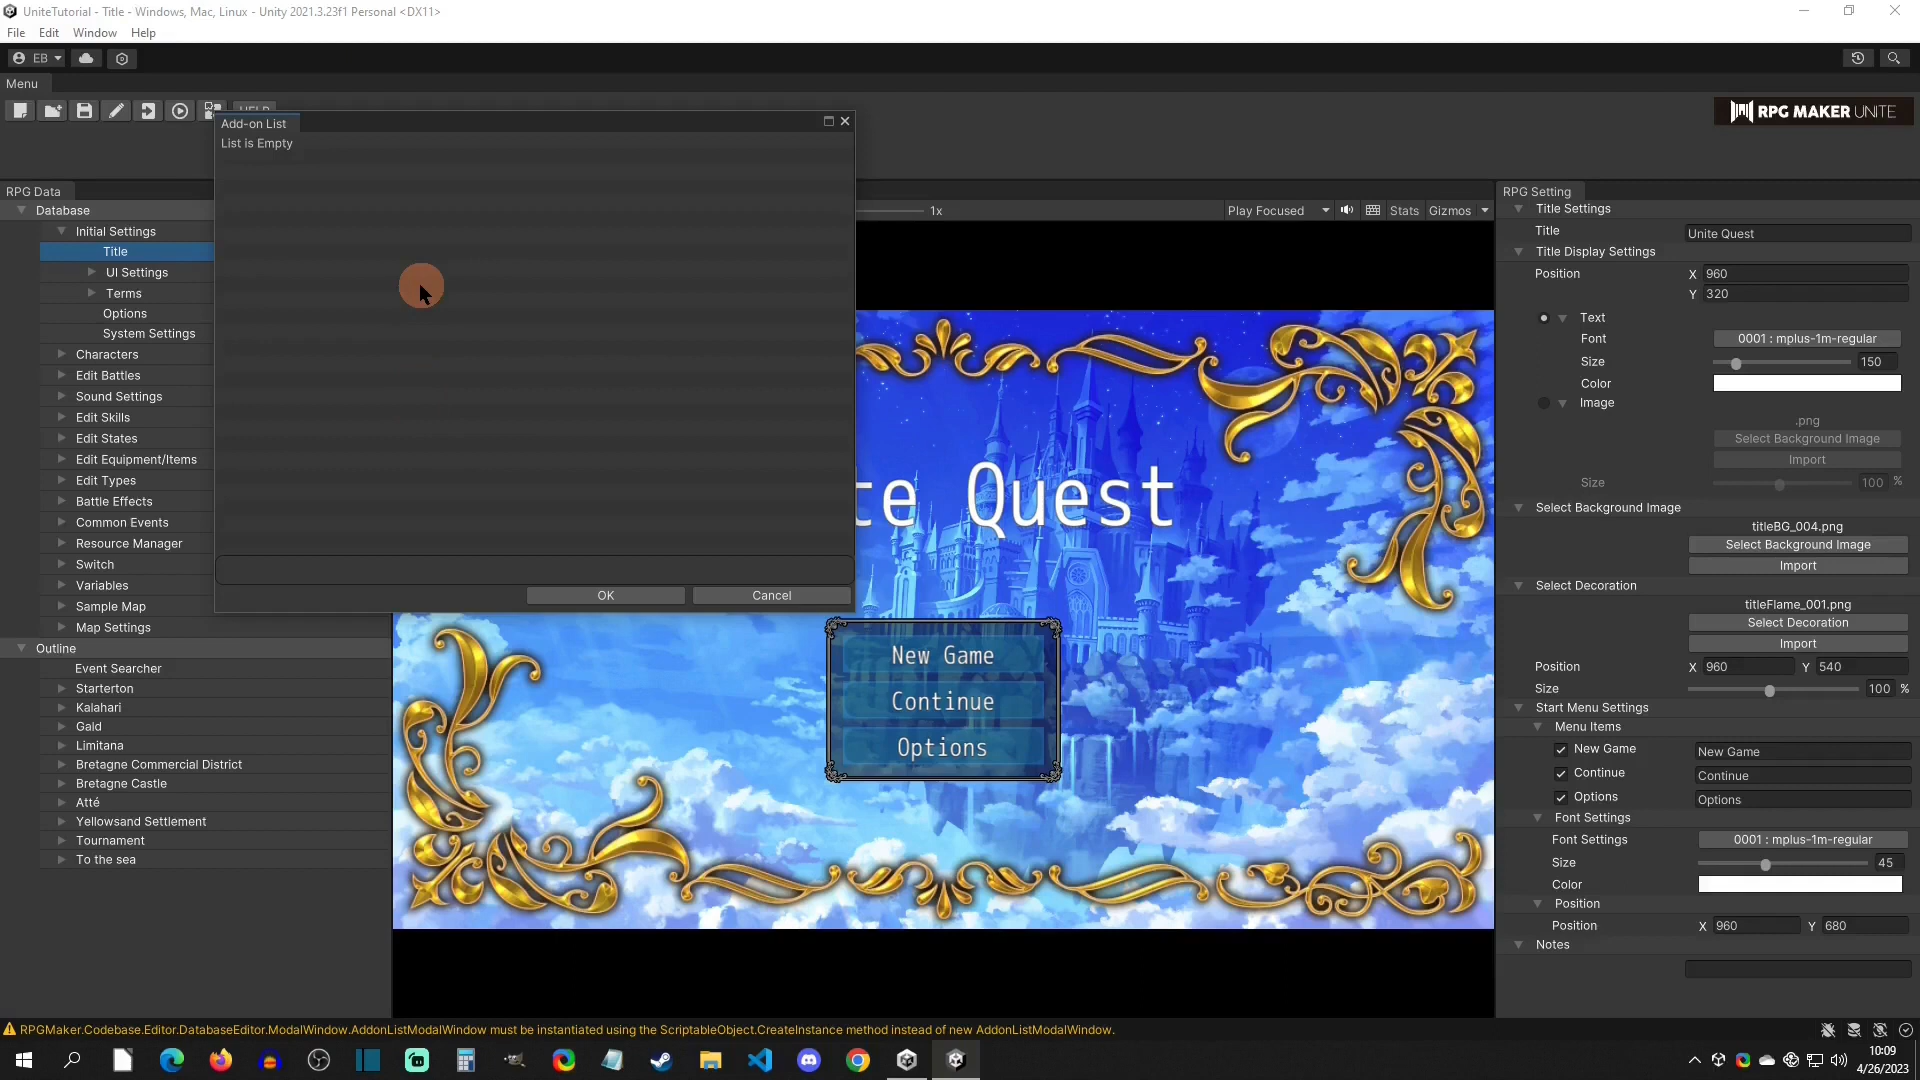 UniteTutorial - Title - Windows, Mac, Linux - Unity 2021.3.23f1 Personal <DX11>
File Edit Window Help
EB
Menu
RPG MAKER UNITE
Add-on List
List is Empty
OK Cancel
RPG Data
Database
Initial Settings
Title
UI Settings
Terms
Options
System Settings
Characters
Edit Battles
Sound Settings
Edit Skills
Edit States
Edit Equipment/Items
Edit Types
Battle Effects
Common Events
Resource Manager
Switch
Variables
Sample Map
Map Settings
Outline
Event Searcher
Starterton
Kalahari
Gald
Limitana
Bretagne Commercial District
Bretagne Castle
Atté
Yellowsand Settlement
Tournament
To the sea
1x Play Focused Stats Gizmos
te Quest
New Game
Continue
Options
RPG Setting
Title Settings
Title Unite Quest
Title Display Settings
Position X 960
Y 320
Text
Font 0001 : mplus-1m-regular
Size 150
Color
Image
.png
Select Background Image
Import
Size 100 %
Select Background Image
titleBG_004.png
Select Background Image
Import
Select Decoration
titleFlame_001.png
Select Decoration
Import
Position X 960 Y 540
Size 100 %
Start Menu Settings
Menu Items
New Game New Game
Continue Continue
Options Options
Font Settings
Font Settings 0001 : mplus-1m-regular
Size 45
Color
Position
Position X 960 Y 680
Notes
RPGMaker.Codebase.Editor.DatabaseEditor.ModalWindow.AddonListModalWindow must be instantiated using the ScriptableObject.CreateInstance method instead of new AddonListModalWindow.
10:09
4/26/2023